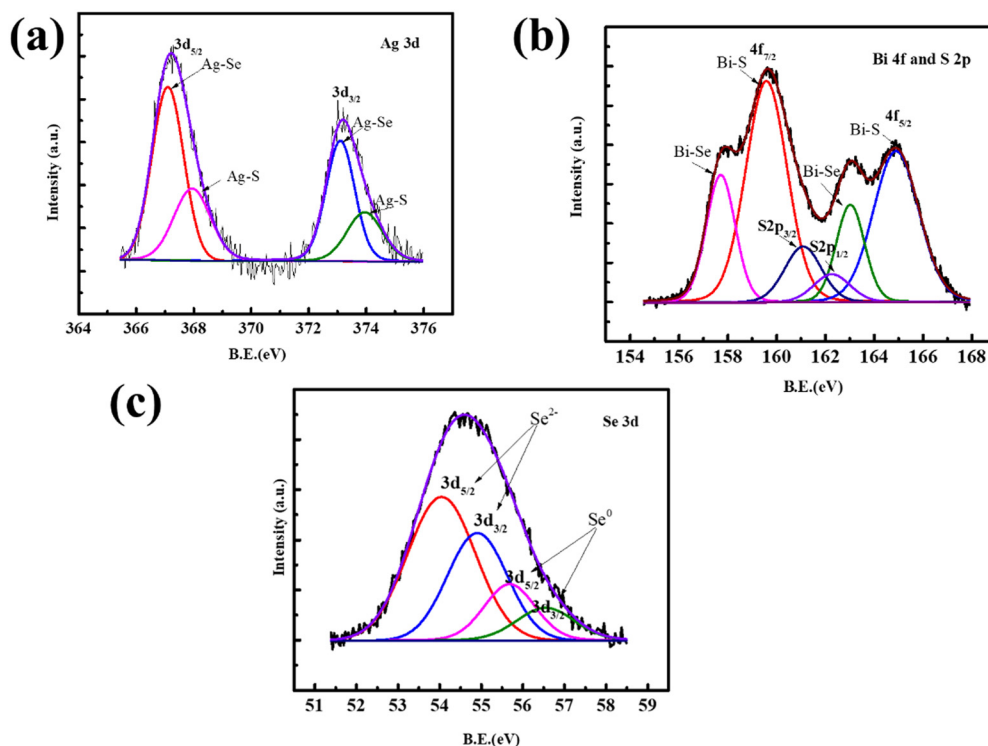 (a)
Ag 3d
3d5/2
Ag-Se
Ag-S
3d3/2
Ag-Se
Ag-S
Intensity (a.u.)
364 366 368 370 372 374 376
B.E.(eV)
(b)
Bi 4f and S 2p
4f7/2
Bi-S
Bi-Se
4f5/2
Bi-S
Bi-Se
S2p3/2
S2p1/2
Intensity (a.u.)
154 156 158 160 162 164 166 168
B.E.(eV)
(c)
Se 3d
Se2-
3d5/2
3d3/2
Se0
3d5/2
3d3/2
Intensity (a.u.)
51 52 53 54 55 56 57 58 59
B.E.(eV)